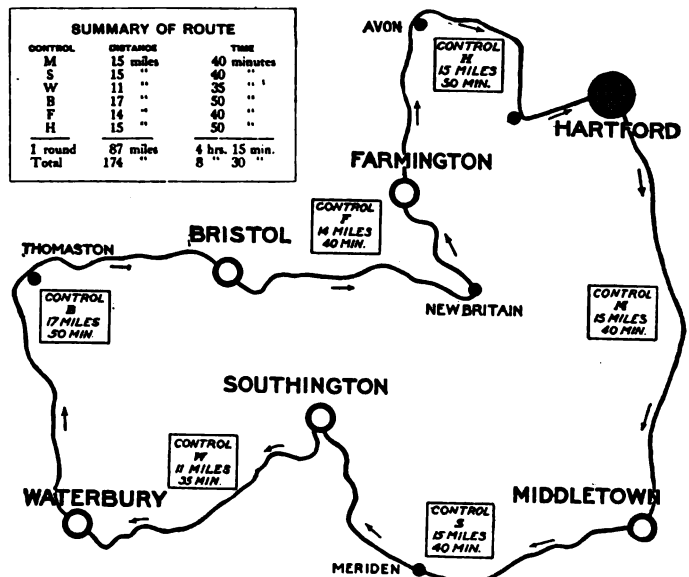 SUMMARY OF ROUTE
CONTROL DISTANCE TIME
M 15 miles 40 minutes
S 15 " 40 "
W 11 " 35 "
B 17 " 50 "
F 14 " 40 "
H 15 " 50 "
1 round 87 miles 4 hrs. 15 min.
Total 174 " 8 " 30 "
AVON
CONTROL
H
15 MILES
50 MIN.
HARTFORD
FARMINGTON
CONTROL
F
14 MILES
40 MIN.
BRISTOL
THOMASTON
CONTROL
B
17 MILES
50 MIN.
NEW BRITAIN
CONTROL
M
15 MILES
40 MIN.
SOUTHINGTON
CONTROL
W
11 MILES
35 MIN.
WATERBURY
MIDDLETOWN
CONTROL
S
15 MILES
40 MIN.
MERIDEN